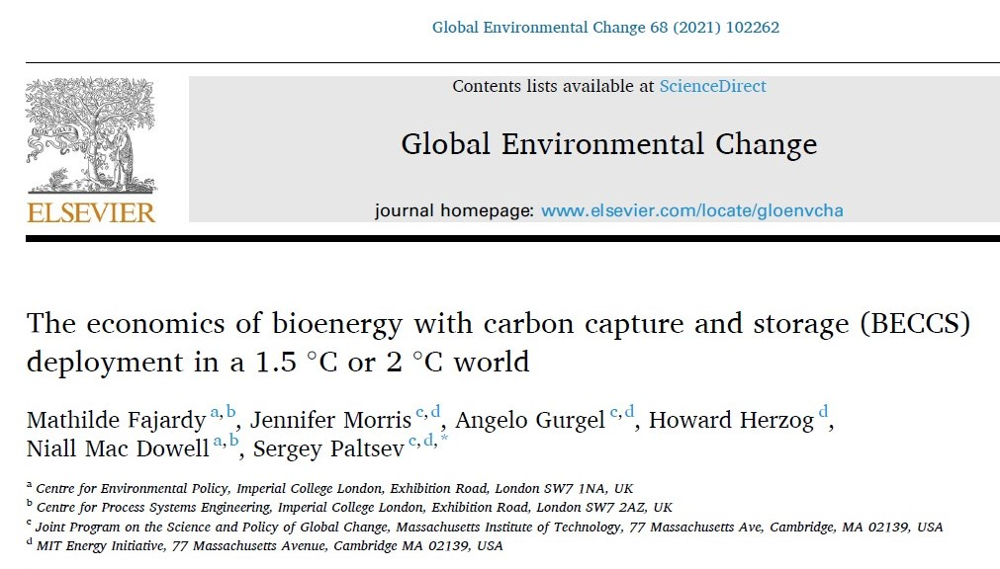 Global Environmental Change 68 (2021) 102262
Contents lists available at ScienceDirect
Global Environmental Change
journal homepage: www.elsevier.com/locate/gloenvcha
ELSEVIER
The economics of bioenergy with carbon capture and storage (BECCS)
deployment in a 1.5 °C or 2 °C world
Mathilde Fajardy a,b, Jennifer Morris c,d, Angelo Gurgel c,d, Howard Herzog d,
Niall Mac Dowell a,b, Sergey Paltsev c,d,*
a Centre for Environmental Policy, Imperial College London, Exhibition Road, London SW7 1NA, UK
b Centre for Process Systems Engineering, Imperial College London, Exhibition Road, London SW7 2AZ, UK
c Joint Program on the Science and Policy of Global Change, Massachusetts Institute of Technology, 77 Massachusetts Ave, Cambridge, MA 02139, USA
d MIT Energy Initiative, 77 Massachusetts Avenue, Cambridge MA 02139, USA